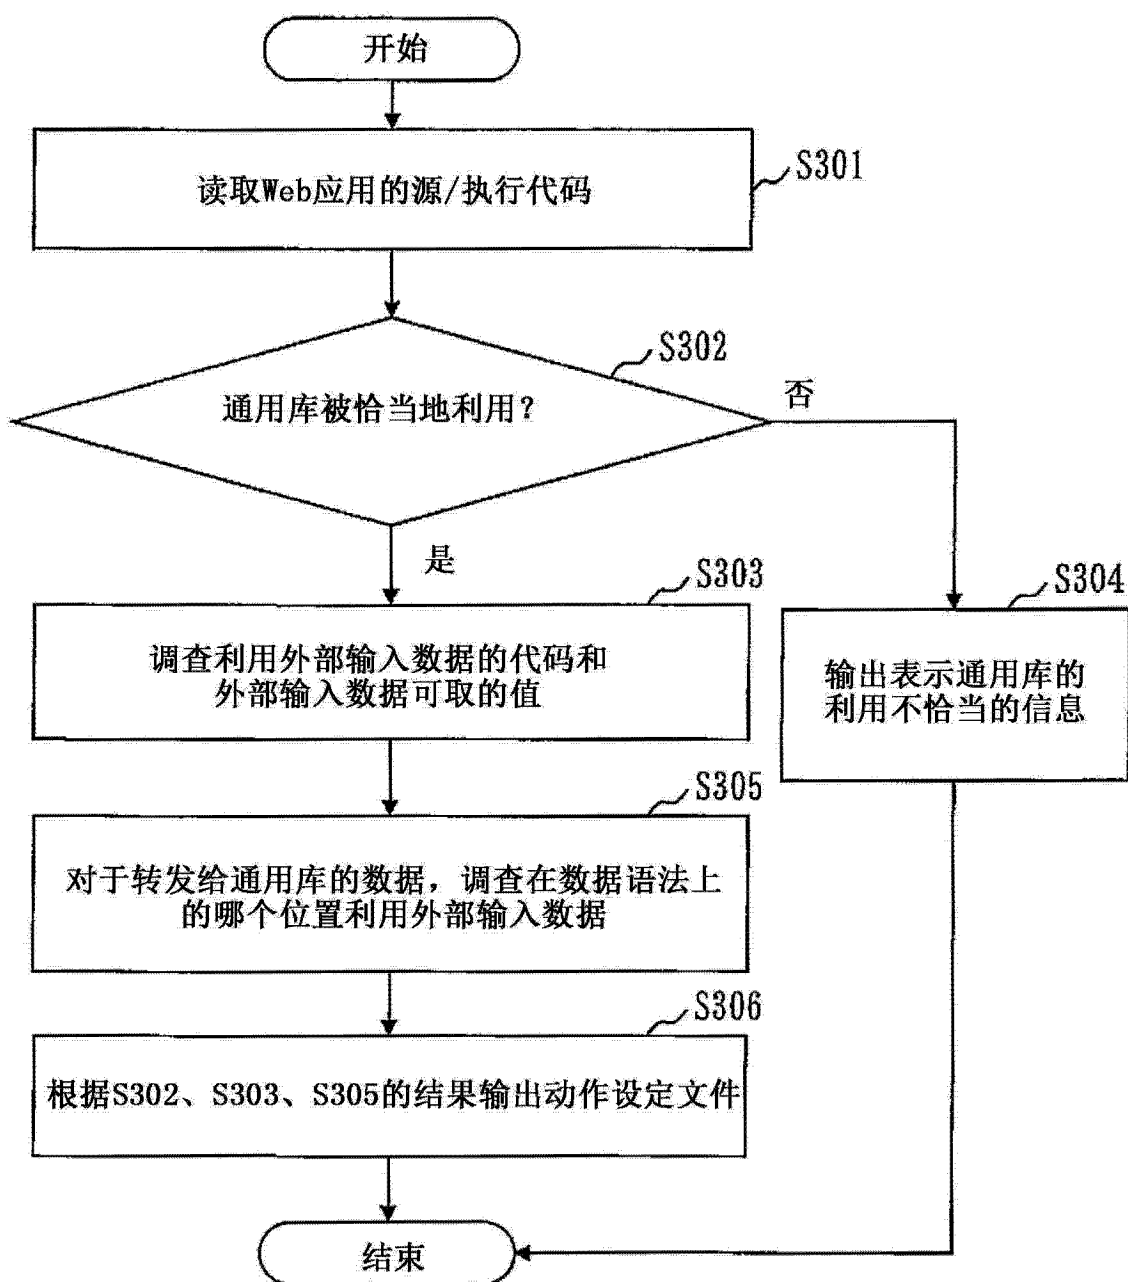 开始
S301
读取Web应用的源/执行代码
S302
通用库被恰当地利用？
否
是
S303
调查利用外部输入数据的代码和
外部输入数据可取的值
S304
输出表示通用库的
利用不恰当的信息
S305
对于转发给通用库的数据，调查在数据语法上
的哪个位置利用外部输入数据
S306
根据S302、S303、S305的结果输出动作设定文件
结束